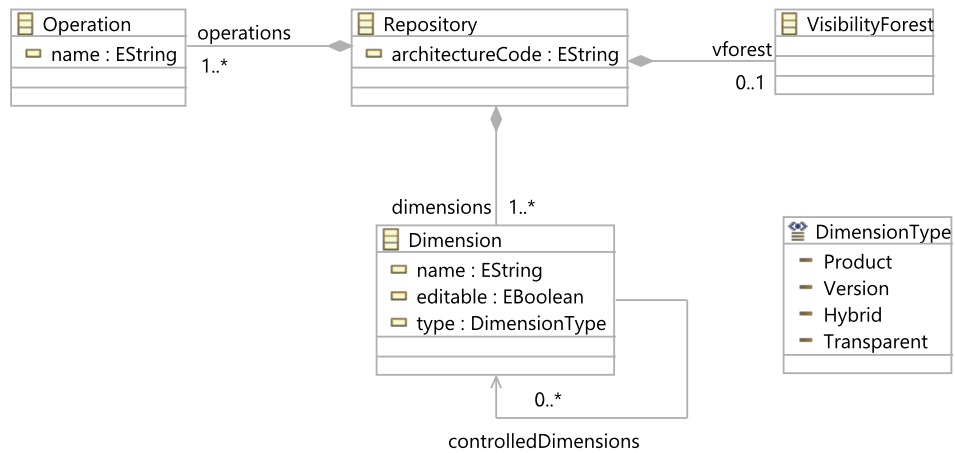 Operation
name : EString
operations
1..*
Repository
architectureCode : EString
vforest
0..1
VisibilityForest
dimensions
1..*
Dimension
name : EString
editable : EBoolean
type : DimensionType
0..*
controlledDimensions
DimensionType
Product
Version
Hybrid
Transparent